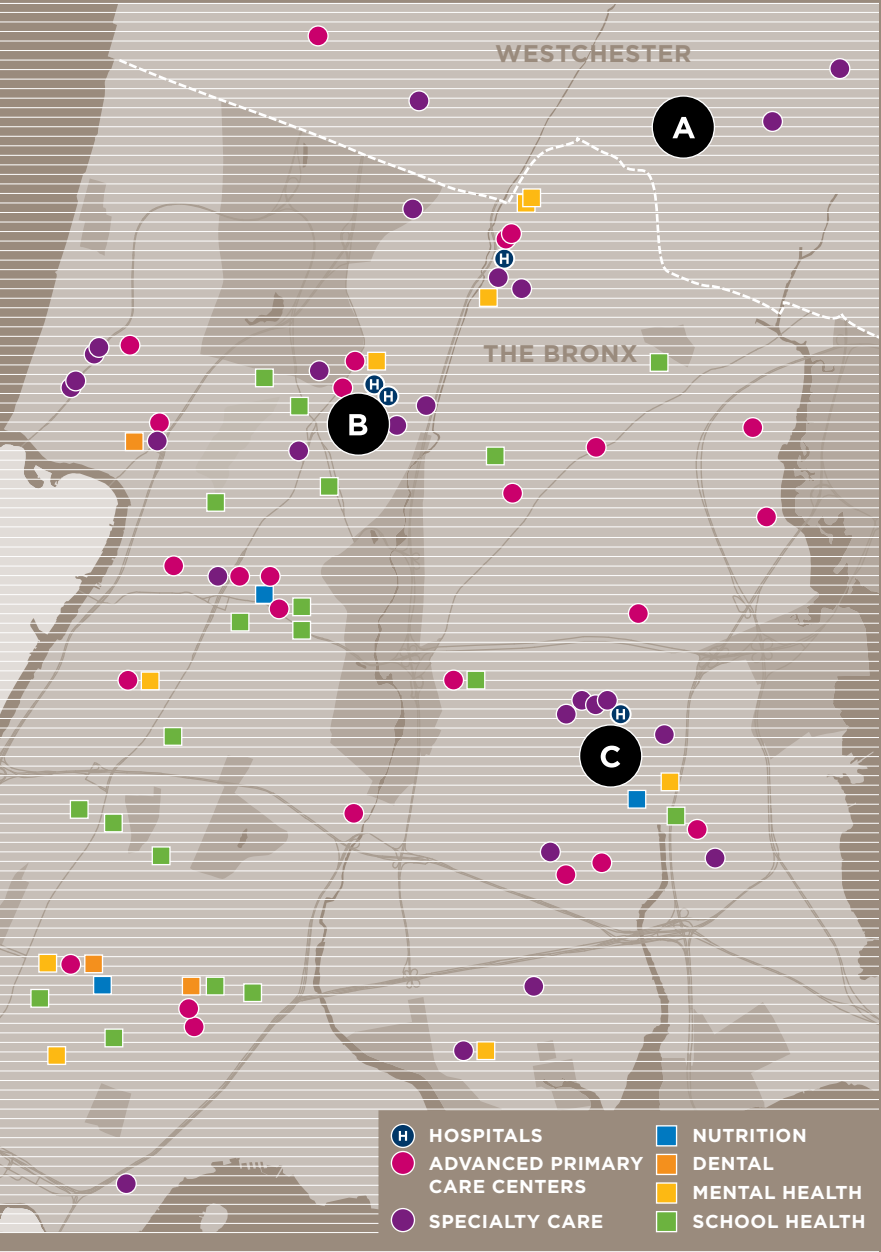 WESTCHESTER
A
H
THE BRONX
H
H
B
H
C
H HOSPITALS
ADVANCED PRIMARY
CARE CENTERS
SPECIALTY CARE
NUTRITION
DENTAL
MENTAL HEALTH
SCHOOL HEALTH